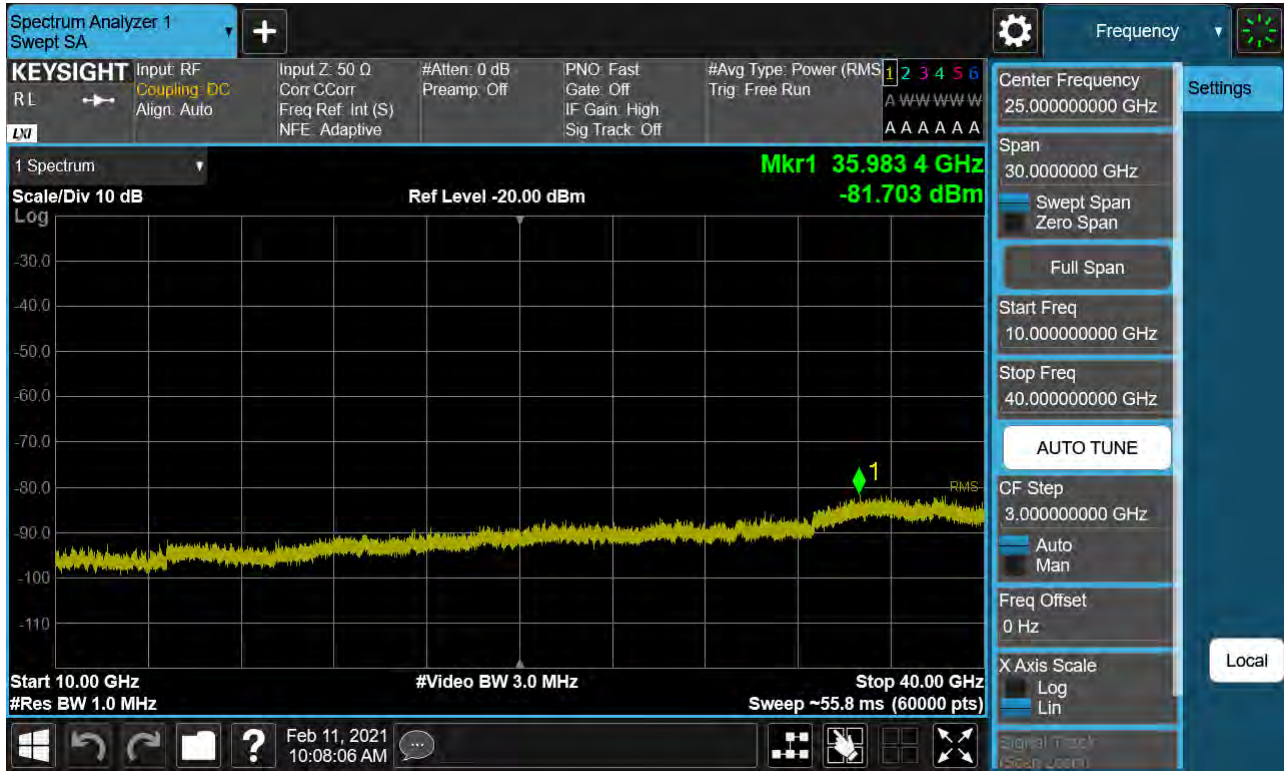 Spectrum Analyzer 1
Swept SA
+
Frequency
KEYSIGHT
RL
LXI
Input: RF
Coupling: DC
Align: Auto
Input Z: 50 Ω
Corr CCorr
Freq Ref: Int (S)
NFE: Adaptive
#Atten: 0 dB
Preamp: Off
PNO: Fast
Gate: Off
IF Gain: High
Sig Track: Off
#Avg Type: Power (RMS
Trig: Free Run
1 2 3 4 5 6
A W W W W W
A A A A A A
1 Spectrum
Scale/Div 10 dB
Ref Level -20.00 dBm
Mkr1 35.983 4 GHz
-81.703 dBm
Log
-30.0
-40.0
-50.0
-60.0
-70.0
-80.0
-90.0
-100
-110
1
RMS
Start 10.00 GHz
#Video BW 3.0 MHz
Stop 40.00 GHz
#Res BW 1.0 MHz
Sweep ~55.8 ms (60000 pts)
?
Feb 11, 2021
10:08:06 AM
Center Frequency
25.000000000 GHz
Settings
Span
30.0000000 GHz
Swept Span
Zero Span
Full Span
Start Freq
10.000000000 GHz
Stop Freq
40.000000000 GHz
AUTO TUNE
CF Step
3.000000000 GHz
Auto
Man
Freq Offset
0 Hz
X Axis Scale
Log
Lin
Local
Signal Track
(Span Zoom)